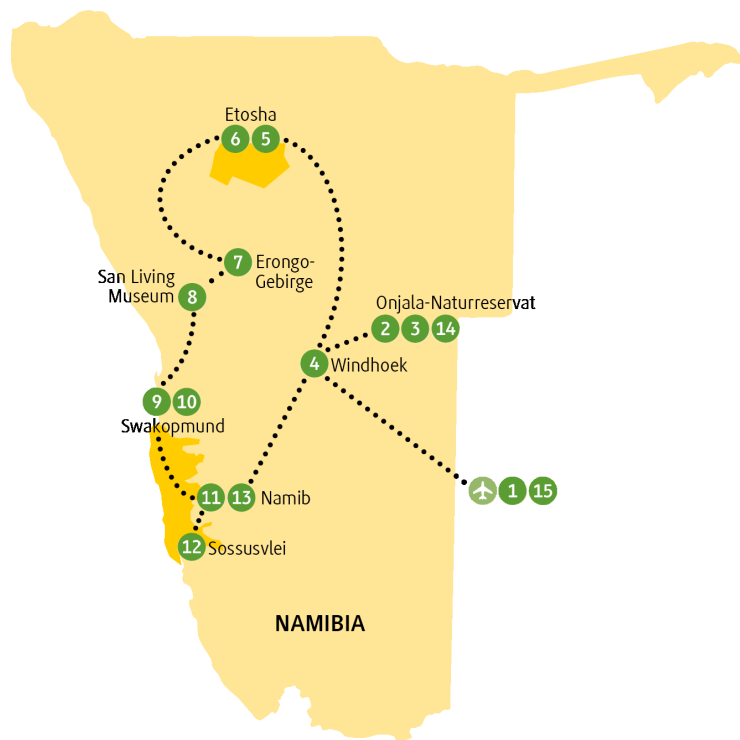 Etosha
6 5
7 Erongo-
Gebirge
San Living
Museum 8
Onjala-Naturreservat
2 3 14
4 Windhoek
9 10
Swakopmund
1 15
11 13 Namib
12 Sossusvlei
NAMIBIA